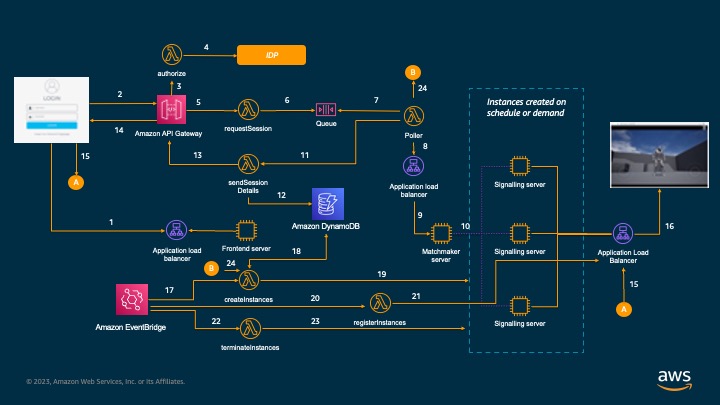 4
IDP
authorize
3
B
24
LOGIN
2
5
6
7
14
Amazon API Gateway
requestSession
Queue
Poller
Instances created on
schedule or demand
15
A
13
11
8
sendSession
Details
12
Application load
balancer
Signalling server
Amazon DynamoDB
1
9
10
16
Application load
balancer
Frontend server
18
Matchmaker
server
Signalling server
Application Load
Balancer
B
24
17
createInstances
19
15
20
21
A
Amazon EventBridge
registerInstances
Signalling server
22
23
terminateInstances
© 2023, Amazon Web Services, Inc. or its Affiliates.
aws